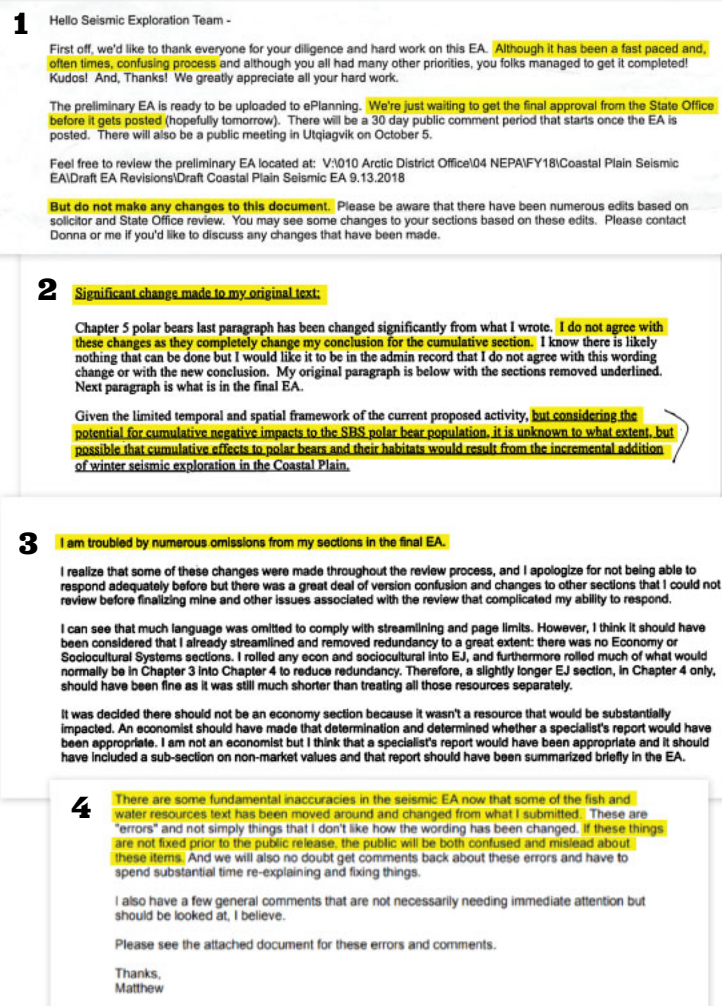 1
Hello Seismic Exploration Team -
First off, we'd like to thank everyone for your diligence and hard work on this EA. Although it has been a fast paced and,
often times, confusing process and although you all had many other priorities, you folks managed to get it completed!
Kudos! And, Thanks! We greatly appreciate all your hard work.
The preliminary EA is ready to be uploaded to ePlanning. We're just waiting to get the final approval from the State Office
before it gets posted (hopefully tomorrow). There will be a 30 day public comment period that starts once the EA is
posted. There will also be a public meeting in Utqiagvik on October 5.
Feel free to review the preliminary EA located at: V:\010 Arctic District Office\04 NEPA\FY18\Coastal Plain Seismic
EA\Draft EA Revisions\Draft Coastal Plain Seismic EA 9.13.2018
But do not make any changes to this document. Please be aware that there have been numerous edits based on
solicitor and State Office review. You may see some changes to your sections based on these edits. Please contact
Donna or me if you'd like to discuss any changes that have been made.
2
Significant change made to my original text:
Chapter 5 polar bears last paragraph has been changed significantly from what I wrote. I do not agree with
these changes as they completely change my conclusion for the cumulative section. I know there is likely
nothing that can be done but I would like it to be in the admin record that I do not agree with this wording
change or with the new conclusion. My original paragraph is below with the sections removed underlined.
Next paragraph is what is in the final EA.
Given the limited temporal and spatial framework of the current proposed activity, but considering the
potential for cumulative negative impacts to the SBS polar bear population, it is unknown to what extent, but
possible that cumulative effects to polar bears and their habitats would result from the incremental addition
of winter seismic exploration in the Coastal Plain.
3
I am troubled by numerous omissions from my sections in the final EA.
I realize that some of these changes were made throughout the review process, and I apologize for not being able to
respond adequately before but there was a great deal of version confusion and changes to other sections that I could not
review before finalizing mine and other issues associated with the review that complicated my ability to respond.
I can see that much language was omitted to comply with streamlining and page limits. However, I think it should have
been considered that I already streamlined and removed redundancy to a great extent: there was no Economy or
Sociocultural Systems sections. I rolled any econ and sociocultural into EJ, and furthermore rolled much of what would
normally be in Chapter 3 into Chapter 4 to reduce redundancy. Therefore, a slightly longer EJ section, in Chapter 4 only,
should have been fine as it was still much shorter than treating all those resources separately.
It was decided there should not be an economy section because it wasn't a resource that would be substantially
impacted. An economist should have made that determination and determined whether a specialist's report would have
been appropriate. I am not an economist but I think that a specialist's report would have been appropriate and it should
have included a sub-section on non-market values and that report should have been summarized briefly in the EA.
4
There are some fundamental inaccuracies in the seismic EA now that some of the fish and
water resources text has been moved around and changed from what I submitted. These are
"errors" and not simply things that I don't like how the wording has been changed. If these things
are not fixed prior to the public release, the public will be both confused and mislead about
these items. And we will also no doubt get comments back about these errors and have to
spend substantial time re-explaining and fixing things.
I also have a few general comments that are not necessarily needing immediate attention but
should be looked at, I believe.
Please see the attached document for these errors and comments.
Thanks,
Matthew